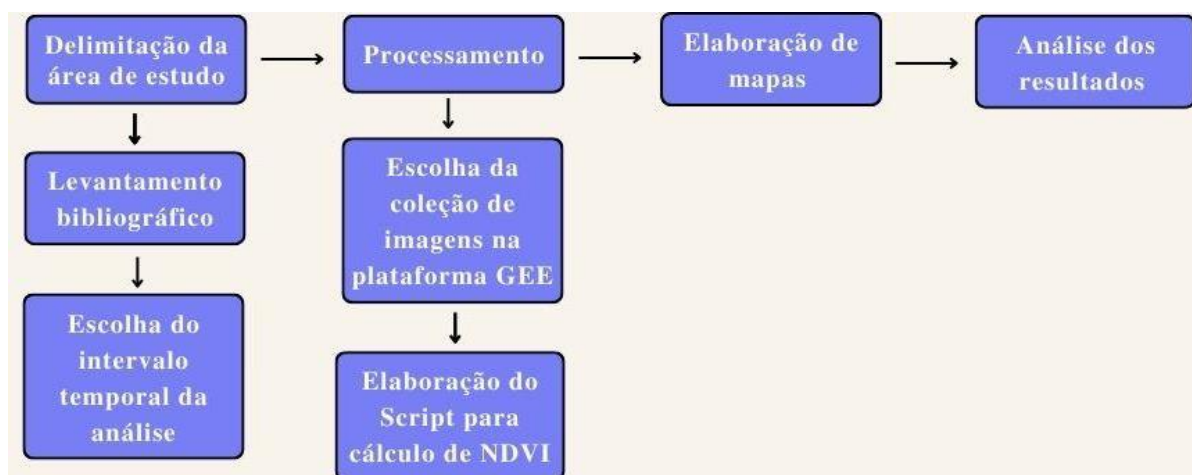 Delimitação da
área de estudo
Levantamento
bibliográfico
Escolha do
intervalo
temporal da
análise
Processamento
Escolha da
coleção de
imagens na
plataforma GEE
Elaboração do
Script para
cálculo de NDVI
Elaboração de
mapas
Análise dos
resultados